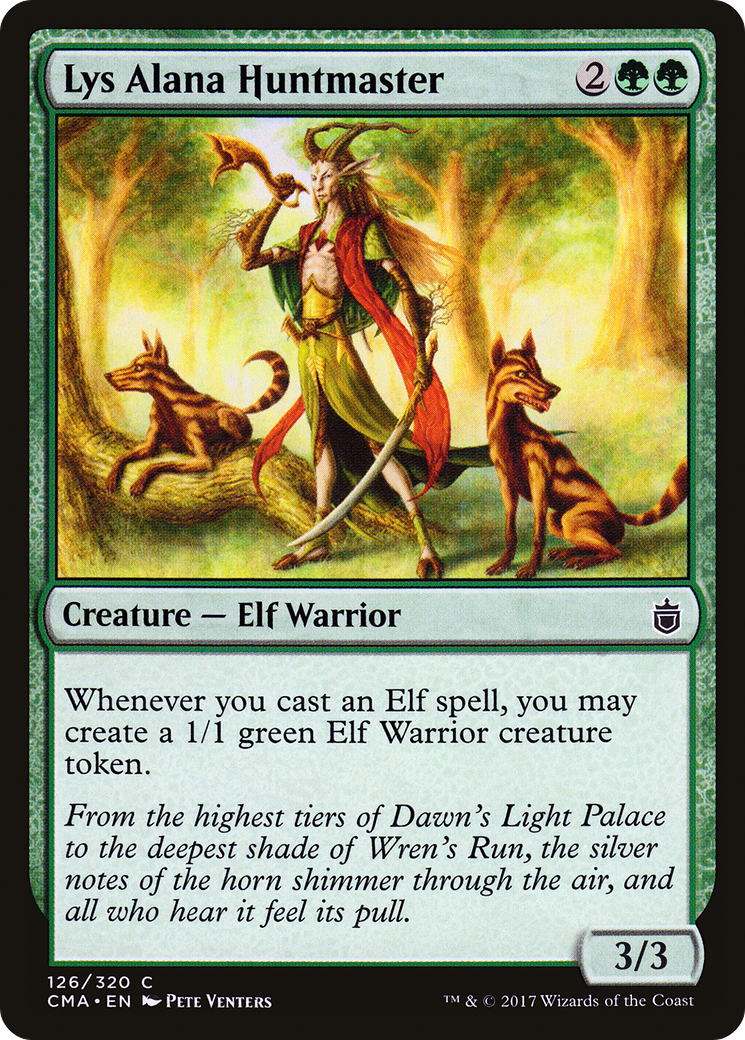 Lys Alana Huntmaster 2
Creature — Elf Warrior
Whenever you cast an Elf spell, you may
create a 1/1 green Elf Warrior creature
token.
From the highest tiers of Dawn's Light Palace
to the deepest shade of Wren's Run, the silver
notes of the horn shimmer through the air, and
all who hear it feel its pull.
3/3
126/320 C
CMA • EN Pete Venters
™ & © 2017 Wizards of the Coast